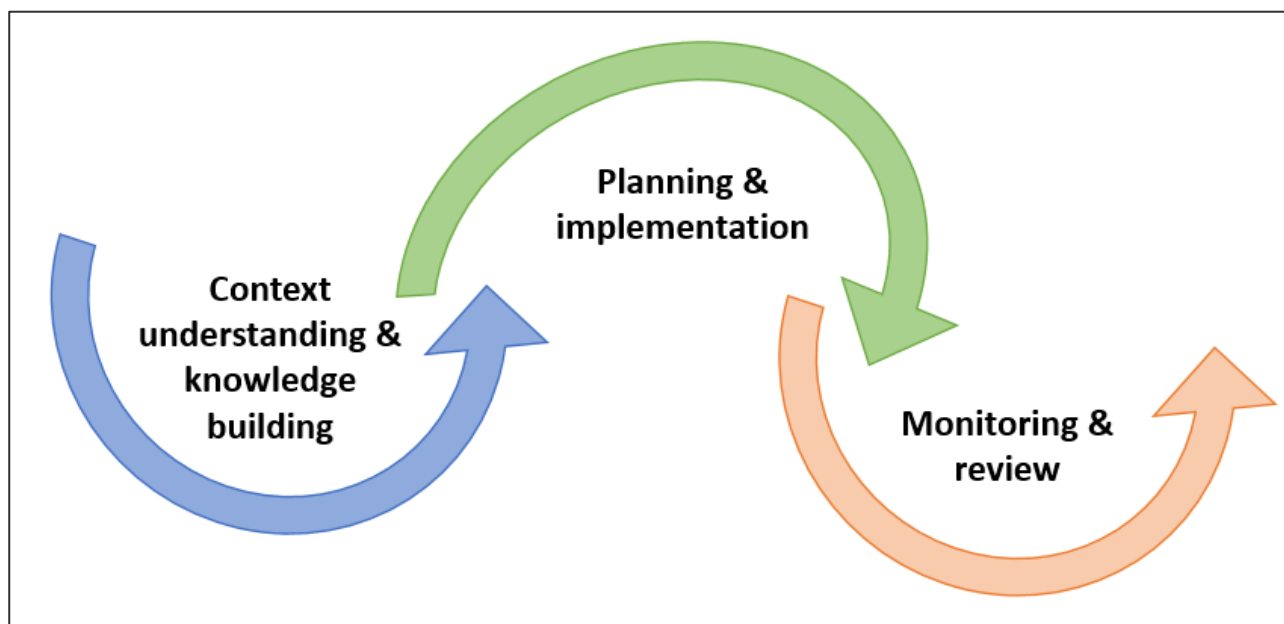 Context
understanding &
knowledge
building
Planning &
implementation
Monitoring &
review